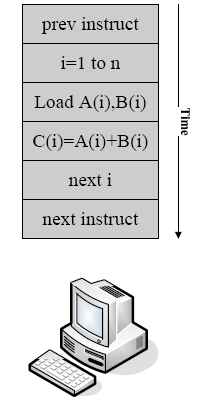 prev instruct
i=1 to n
Load A(i),B(i)
C(i)=A(i)+B(i)
next i
next instruct
Time